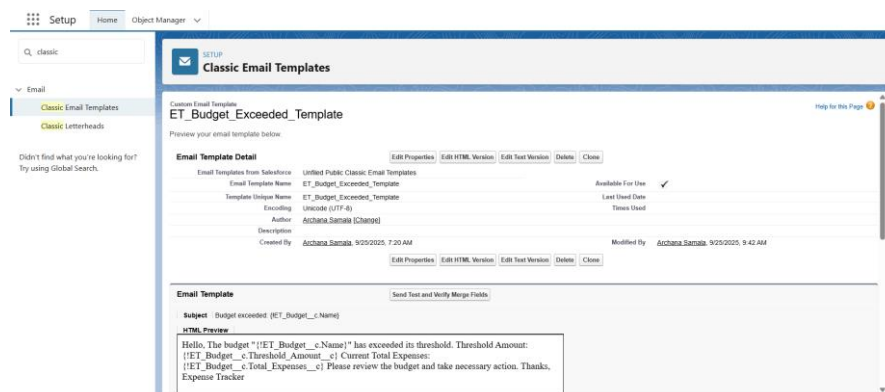 Setup Home Object Manager
classic
Email
Classic Email Templates
Classic Letterheads
Didn't find what you're looking for?
Try using Global Search.
SETUP
Classic Email Templates
Custom Email Template
ET_Budget_Exceeded_Template
Help for this Page
Preview your email template below.
Email Template Detail Edit Properties Edit HTML Version Edit Text Version Delete Clone
Email Templates from Salesforce Unfiled Public Classic Email Templates
Email Template Name ET_Budget_Exceeded_Template Available For Use ✓
Template Unique Name ET_Budget_Exceeded_Template Last Used Date
Encoding Unicode (UTF-8) Times Used
Author Archana Samala [Change]
Description
Created By Archana Samala, 9/25/2025, 7:20 AM Modified By Archana Samala, 9/25/2025, 9:42 AM
Edit Properties Edit HTML Version Edit Text Version Delete Clone
Email Template Send Test and Verify Merge Fields
Subject Budget exceeded: {!ET_Budget__c.Name}
HTML Preview
Hello, The budget "{!ET_Budget__c.Name}" has exceeded its threshold. Threshold Amount:
{!ET_Budget__c.Threshold_Amount__c} Current Total Expenses:
{!ET_Budget__c.Total_Expenses__c} Please review the budget and take necessary action. Thanks,
Expense Tracker